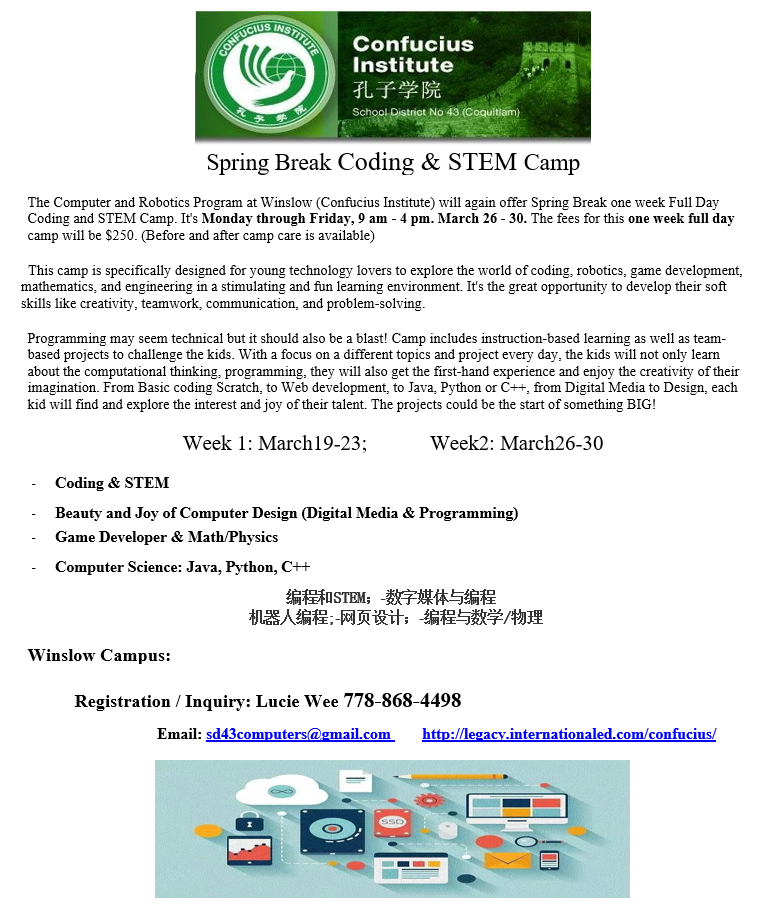 CONFUCIUS INSTITUTE
孔子学院
Confucius
Institute
孔子学院
School District No 43 (Coquitlam)
Spring Break Coding & STEM Camp
The Computer and Robotics Program at Winslow (Confucius Institute) will again offer Spring Break one week Full Day
Coding and STEM Camp. It's Monday through Friday, 9 am - 4 pm. March 26 - 30. The fees for this one week full day
camp will be $250. (Before and after camp care is available)
This camp is specifically designed for young technology lovers to explore the world of coding, robotics, game development,
mathematics, and engineering in a stimulating and fun learning environment. It's the great opportunity to develop their soft
skills like creativity, teamwork, communication, and problem-solving.
Programming may seem technical but it should also be a blast! Camp includes instruction-based learning as well as team-
based projects to challenge the kids. With a focus on a different topics and project every day, the kids will not only learn
about the computational thinking, programming, they will also get the first-hand experience and enjoy the creativity of their
imagination. From Basic coding Scratch, to Web development, to Java, Python or C++, from Digital Media to Design, each
kid will find and explore the interest and joy of their talent. The projects could be the start of something BIG!
Week 1: March19-23; Week2: March26-30
- Coding & STEM
- Beauty and Joy of Computer Design (Digital Media & Programming)
- Game Developer & Math/Physics
- Computer Science: Java, Python, C++
编程和STEM；-数字媒体与编程
机器人编程;-网页设计；-编程与数学/物理
Winslow Campus:
Registration / Inquiry: Lucie Wee 778-868-4498
Email: sd43computers@gmail.com http://legacy.internationaled.com/confucius/
SSD